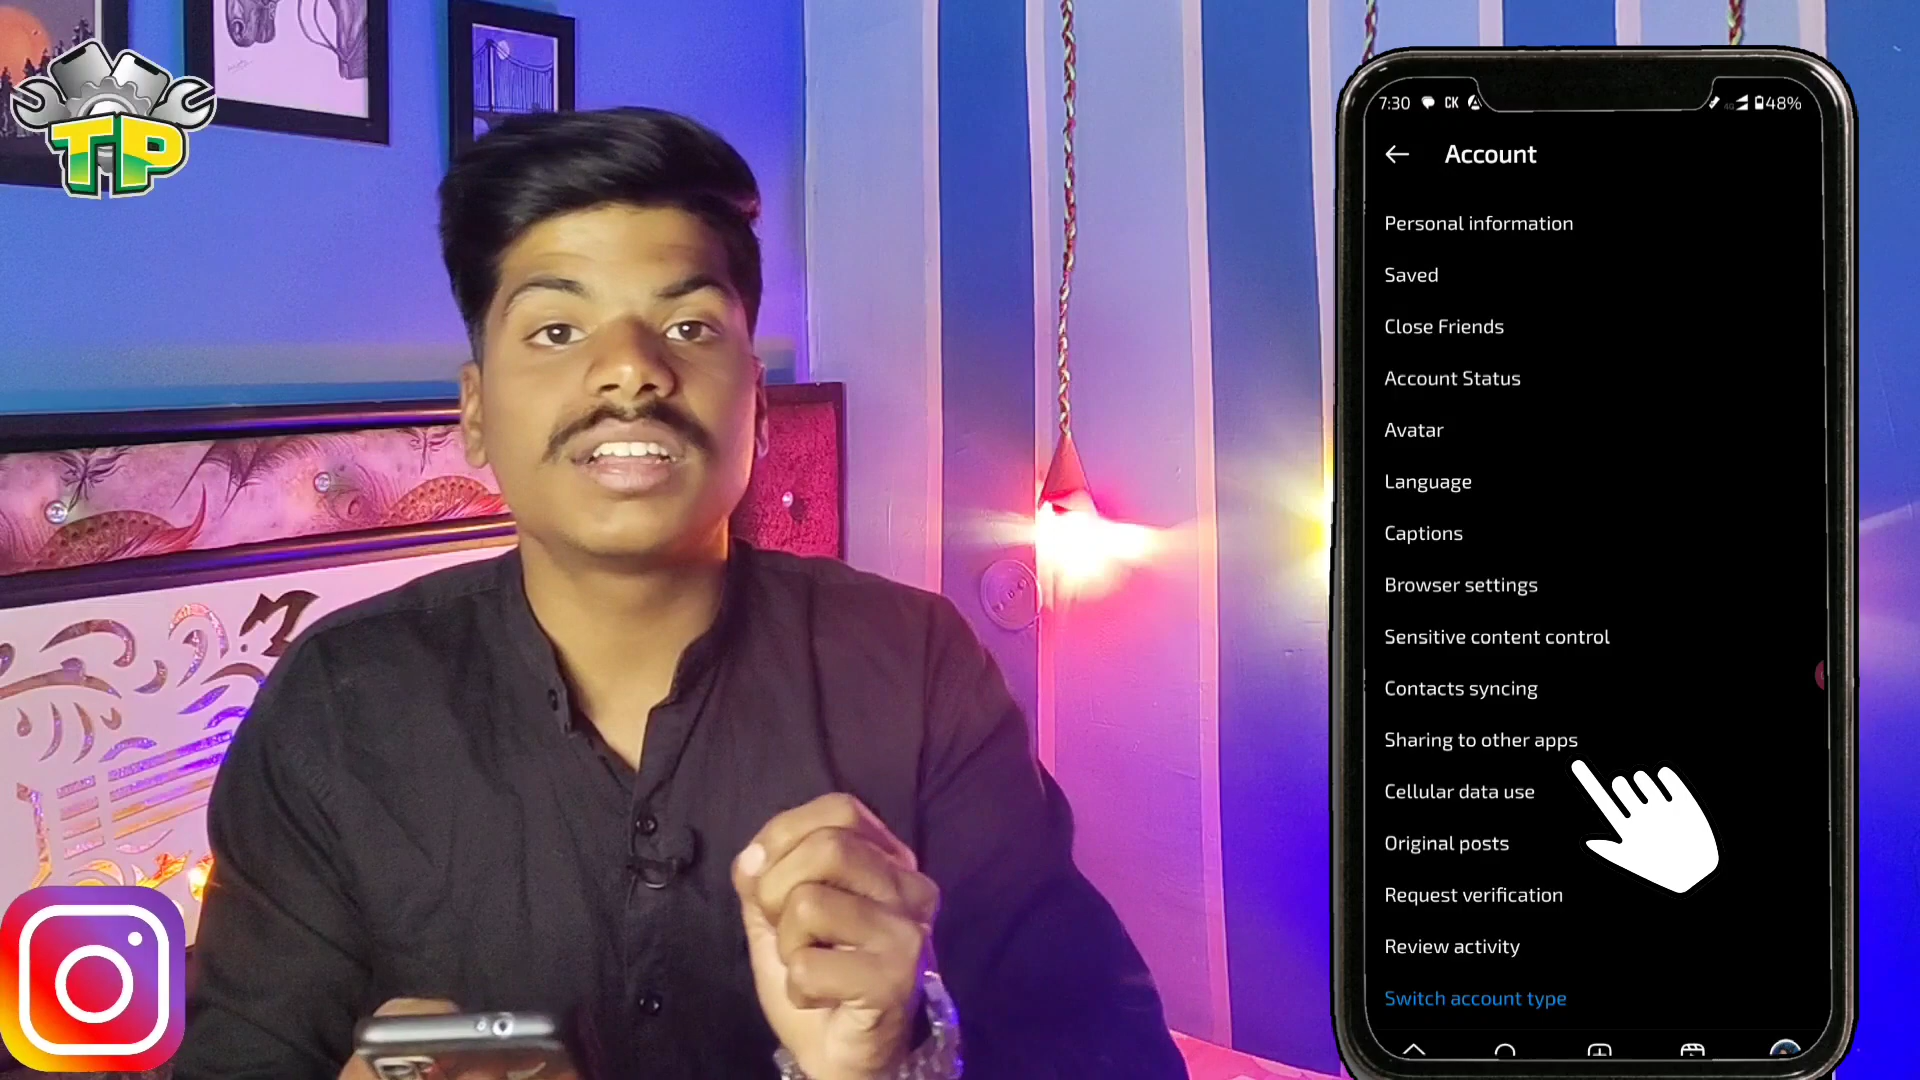 TP
7:30 CK 4G 48%
Account
Personal information
Saved
Close Friends
Account Status
Avatar
Language
Captions
Browser settings
Sensitive content control
Contacts syncing
Sharing to other apps
Cellular data use
Original posts
Request verification
Review activity
Switch account type